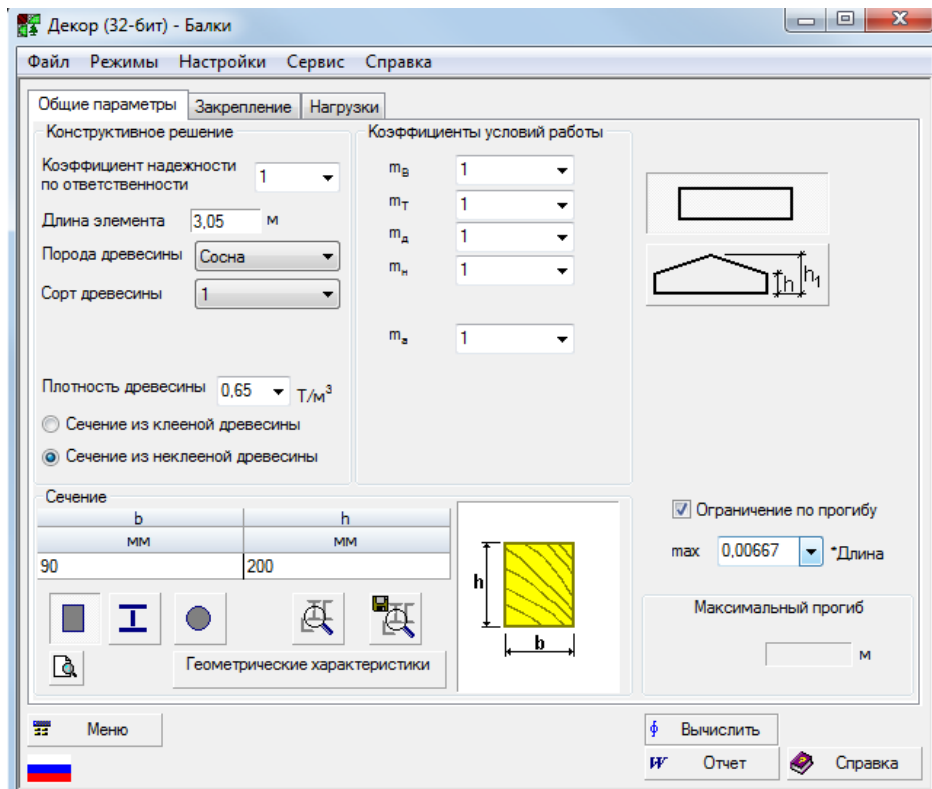 Декор (32-бит) - Балки
Файл Режимы Настройки Сервис Справка
Общие параметры Закрепление Нагрузки
Конструктивное решение
Коэффициент надежности
по ответственности
1
Длина элемента 3,05 м
Порода древесины Сосна
Сорт древесины 1
Плотность древесины 0,65 Т/м³
Сечение из клееной древесины
Сечение из неклееной древесины
Коэффициенты условий работы
mВ 1
mТ 1
mд 1
mн 1
mа 1
h h1
Сечение
b h
мм мм
90 200
Геометрические характеристики
h
b
Ограничение по прогибу
max 0,00667 *Длина
Максимальный прогиб
м
Меню
Вычислить
W Отчет
Справка